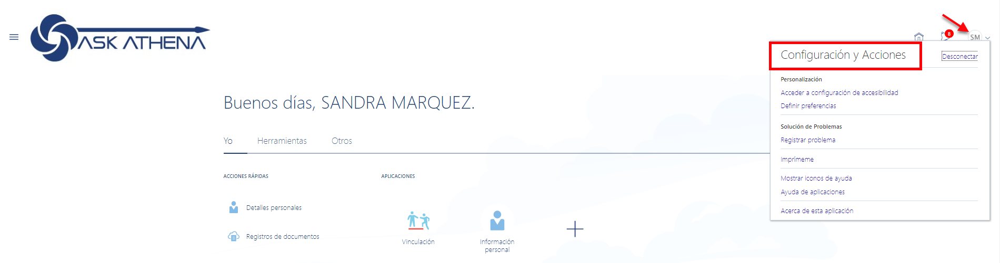 ASK ATHENA
8
SM
Configuración y Acciones
Desconectar
Personalización
Acceder a configuración de accesibilidad
Definir preferencias
Solución de Problemas
Registrar problema
Imprímeme
Mostrar iconos de ayuda
Ayuda de aplicaciones
Acerca de esta aplicación
Buenos días, SANDRA MARQUEZ.
Yo
Herramientas
Otros
ACCIONES RÁPIDAS
Detalles personales
Registros de documentos
APLICACIONES
Vinculación
Información
personal